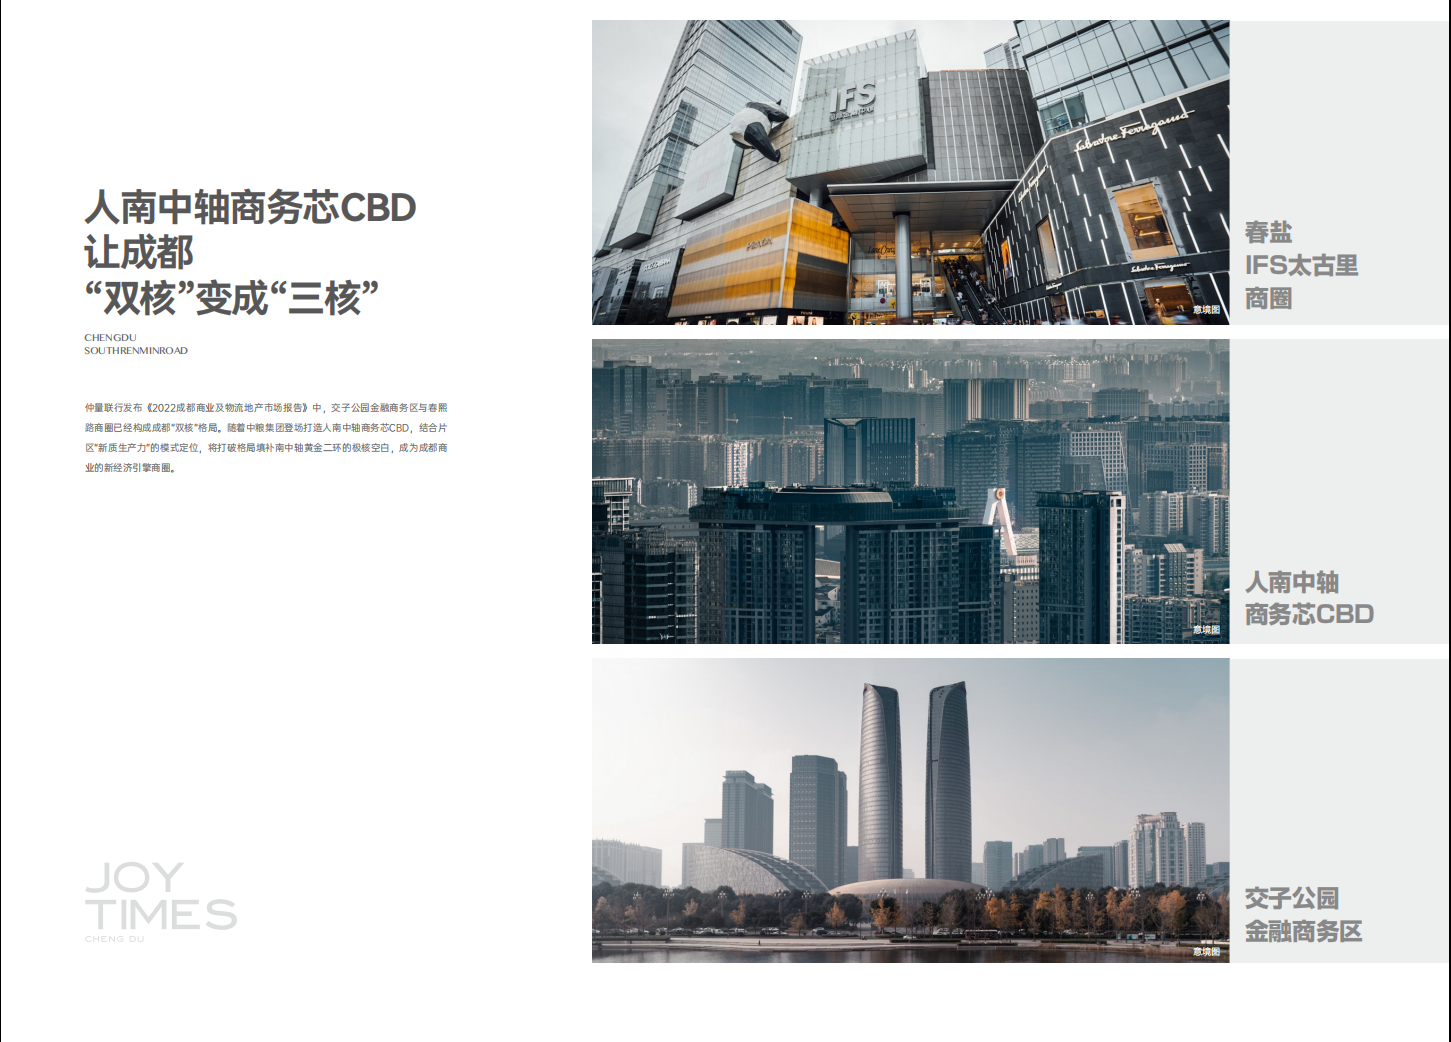 人南中轴商务芯CBD
让成都
“双核”变成“三核”
CHENGDU
SOUTHRENMINROAD
仲量联行发布《2022成都商业及物流地产市场报告》中，交子公园金融商务区与春熙
路商圈已经构成成都“双核”格局。随着中粮集团登场打造人南中轴商务芯CBD，结合片
区“新质生产力”的模式定位，将打破格局填补南中轴黄金二环的极核空白，成为成都商
业的新经济引擎商圈。
JOY
TIMES
CHENG DU
IFS
Salvatore Ferragamo
Salvatore Ferragamo
意境图
春盐
IFS太古里
商圈
意境图
人南中轴
商务芯CBD
意境图
交子公园
金融商务区